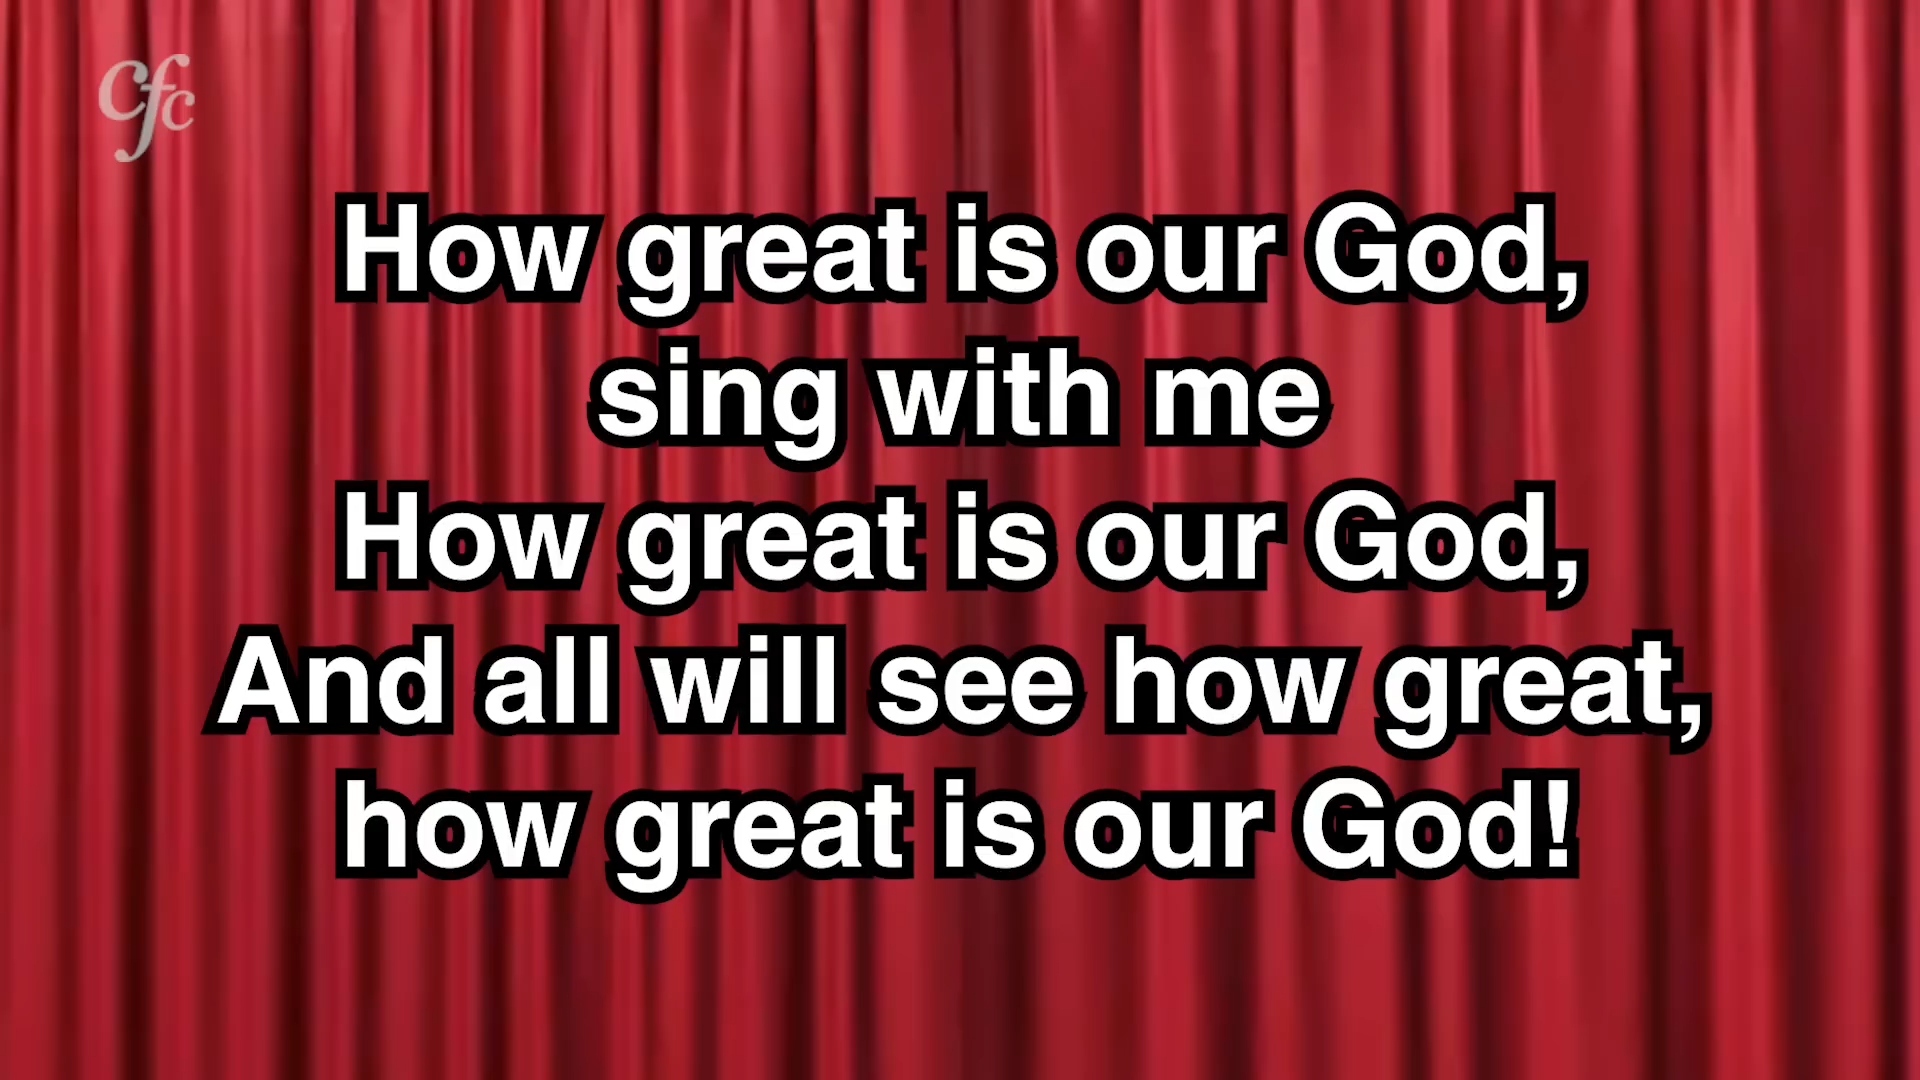 cfc
How great is our God,
sing with me
How great is our God,
And all will see how great,
how great is our God!